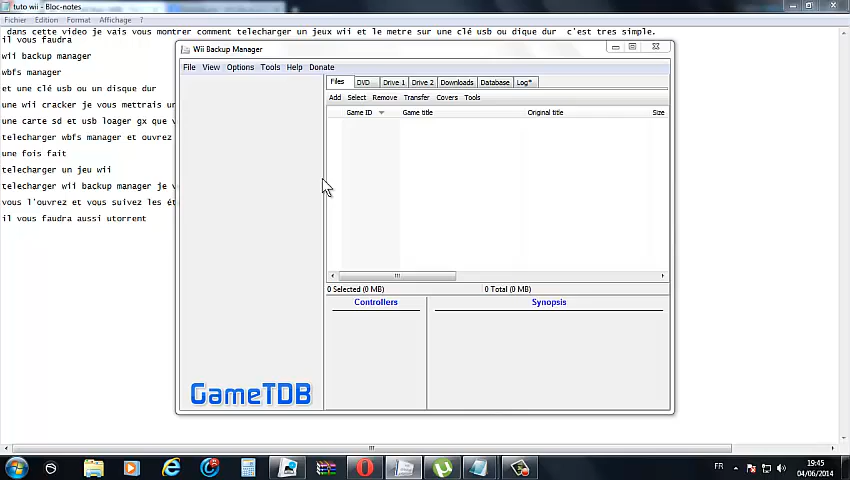 tuto wii - Bloc-notes
Fichier Edition Format Affichage ?
dans cette video je vais vous montrer comment telecharger un jeux wii et le metre sur une clé usb ou dique dur c'est tres simple.
il vous faudra
wii backup manager
wbfs manager
et une clé usb ou un disque dur
une wii cracker je vous mettrais un
une carte sd et usb loager gx que v
telecharger wbfs manager et ouvrez
une fois fait
telecharger un jeu wii
telecharger wii backup manager je v
vous l'ouvrez et vous suivez les ét
il vous faudra aussi utorrent
Wii Backup Manager
File View Options Tools Help Donate
Files DVD Drive 1 Drive 2 Downloads Database Log*
Add Select Remove Transfer Covers Tools
Game ID Game title Original title Size
0 Selected (0 MB) 0 Total (0 MB)
Controllers Synopsis
GameTDB
FR
19:45
04/06/2014